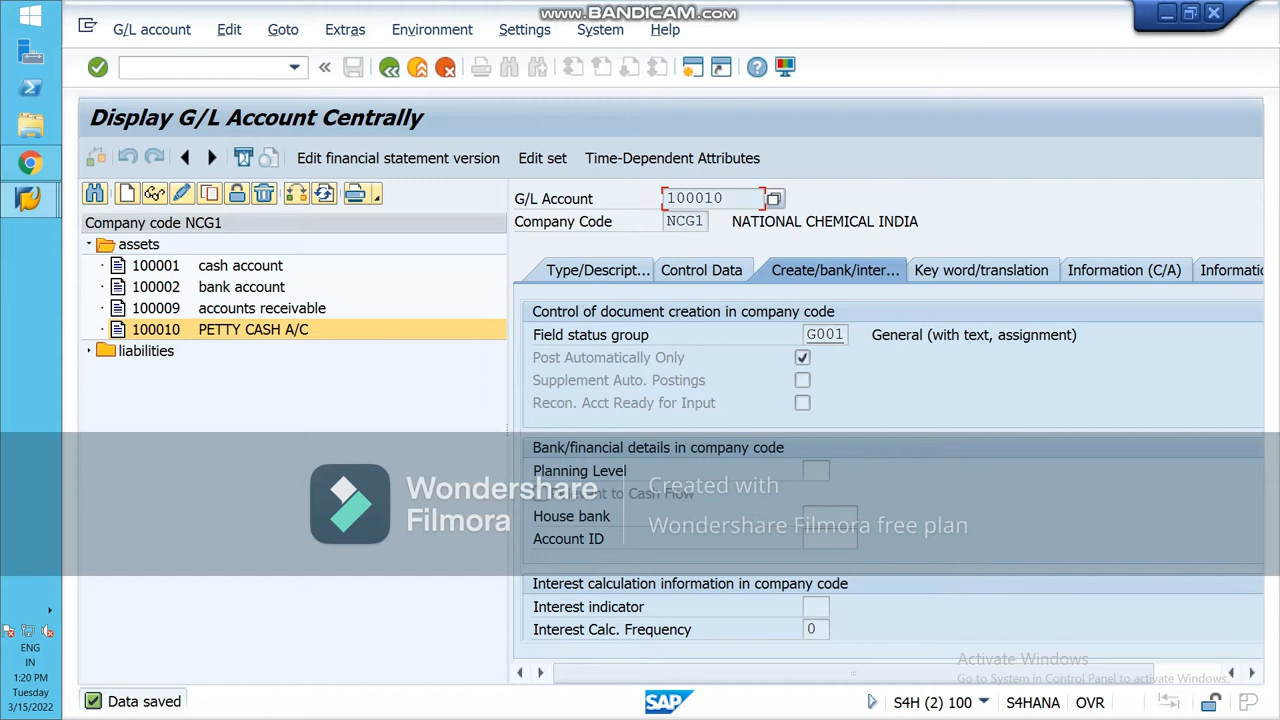 www.BANDICAM.com
G/L account Edit Goto Extras Environment Settings System Help
Display G/L Account Centrally
Edit financial statement version Edit set Time-Dependent Attributes
Company code NCG1
assets
100001 cash account
100002 bank account
100009 accounts receivable
100010 PETTY CASH A/C
liabilities
G/L Account 100010
Company Code NCG1 NATIONAL CHEMICAL INDIA
Type/Descript... Control Data Create/bank/inter... Key word/translation Information (C/A) Informatio
Control of document creation in company code
Field status group G001 General (with text, assignment)
Post Automatically Only
Supplement Auto. Postings
Recon. Acct Ready for Input
Bank/financial details in company code
Planning Level
to Cash Flow
House bank
Account ID
Wondershare
Filmora
Created with
Wondershare Filmora free plan
Interest calculation information in company code
Interest indicator
Interest Calc. Frequency 0
Activate Windows
Go to System in Control Panel to activate Windows.
ENG
IN
1:20 PM
Tuesday
3/15/2022
Data saved
SAP
S4H (2) 100 S4HANA OVR